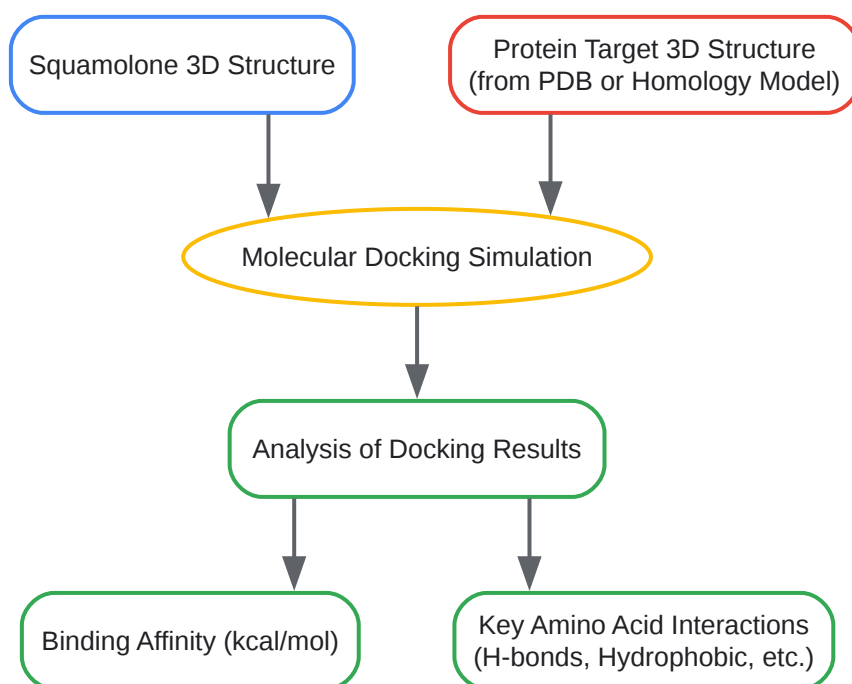 Squamolone 3D Structure
Protein Target 3D Structure
(from PDB or Homology Model)
Molecular Docking Simulation
Analysis of Docking Results
Binding Affinity (kcal/mol)
Key Amino Acid Interactions
(H-bonds, Hydrophobic, etc.)